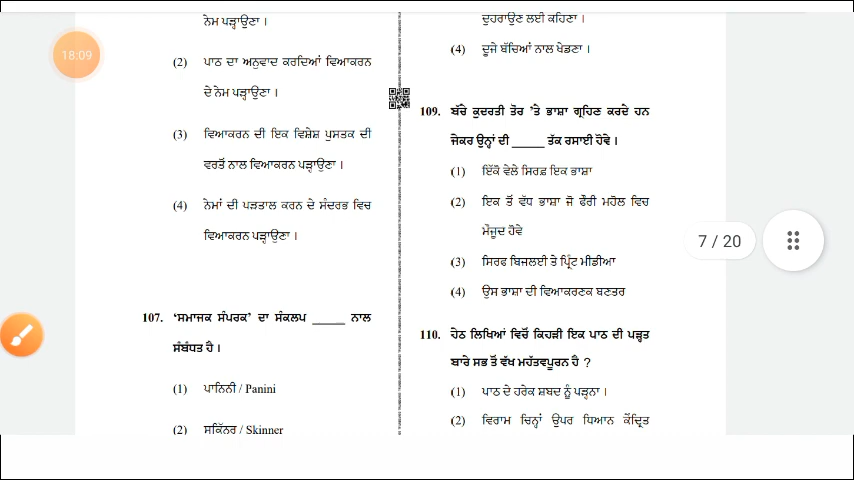 18:09
ਨੇਮ ਪੜ੍ਹਾਉਣਾ ।
(2) ਪਾਠ ਦਾ ਅਨੁਵਾਦ ਕਰਦਿਆਂ ਵਿਆਕਰਨ
ਦੇ ਨੇਮ ਪੜ੍ਹਾਉਣਾ ।
(3) ਵਿਆਕਰਨ ਦੀ ਇਕ ਵਿਸ਼ੇਸ਼ ਪੁਸਤਕ ਦੀ
ਵਰਤੋਂ ਨਾਲ ਵਿਆਕਰਨ ਪੜ੍ਹਾਉਣਾ ।
(4) ਨੇਮਾਂ ਦੀ ਪੜਤਾਲ ਕਰਨ ਦੇ ਸੰਦਰਭ ਵਿਚ
ਵਿਆਕਰਨ ਪੜ੍ਹਾਉਣਾ ।
107. ‘ਸਮਾਜਕ ਸੰਪਰਕ’ ਦਾ ਸੰਕਲਪ ______ ਨਾਲ
ਸੰਬੰਧਤ ਹੈ ।
(1) ਪਾਨਿਨੀ / Panini
(2) ਸਕਿੱਨਰ / Skinner
ਦੁਹਰਾਉਣ ਲਈ ਕਹਿਣਾ ।
(4) ਦੂਜੇ ਬੱਚਿਆਂ ਨਾਲ ਖੇਡਣਾ ।
109. ਬੱਚੇ ਕੁਦਰਤੀ ਤੋਰ ’ਤੇ ਭਾਸ਼ਾ ਗ੍ਰਹਿਣ ਕਰਦੇ ਹਨ
ਜੇਕਰ ਉਨ੍ਹਾਂ ਦੀ ______ ਤੱਕ ਰਸਾਈ ਹੋਵੇ ।
(1) ਇੱਕੋ ਵੇਲੇ ਸਿਰਫ਼ ਇਕ ਭਾਸ਼ਾ
(2) ਇਕ ਤੋਂ ਵੱਧ ਭਾਸ਼ਾ ਜੋ ਫੌਰੀ ਮਹੌਲ ਵਿਚ
ਮੌਜੂਦ ਹੋਵੇ
(3) ਸਿਰਫ ਬਿਜਲਈ ਤੇ ਪ੍ਰਿੰਟ ਮੀਡੀਆ
(4) ਉਸ ਭਾਸ਼ਾ ਦੀ ਵਿਆਕਰਣਕ ਬਣਤਰ
110. ਹੇਠ ਲਿਖਿਆਂ ਵਿਚੋਂ ਕਿਹੜੀ ਇਕ ਪਾਠ ਦੀ ਪੜ੍ਹਤ
ਬਾਰੇ ਸਭ ਤੋਂ ਵੱਖ ਮਹੱਤਵਪੂਰਨ ਹੈ ?
(1) ਪਾਠ ਦੇ ਹਰੇਕ ਸ਼ਬਦ ਨੂੰ ਪੜ੍ਹਨਾ ।
(2) ਵਿਰਾਮ ਚਿਨ੍ਹਾਂ ਉਪਰ ਧਿਆਨ ਕੇਂਦ੍ਰਿਤ
7 / 20